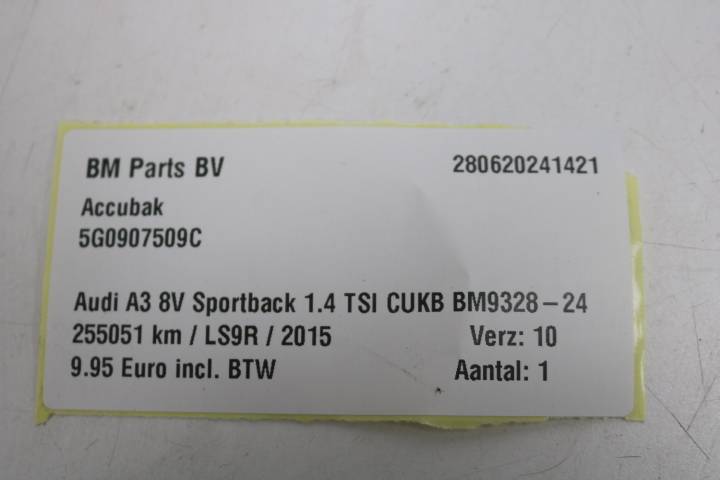 BM Parts BV 280620241421
Accubak
5G0907509C
Audi A3 8V Sportback 1.4 TSI CUKB BM9328-24
255051 km / LS9R / 2015 Verz: 10
9.95 Euro incl. BTW Aantal: 1